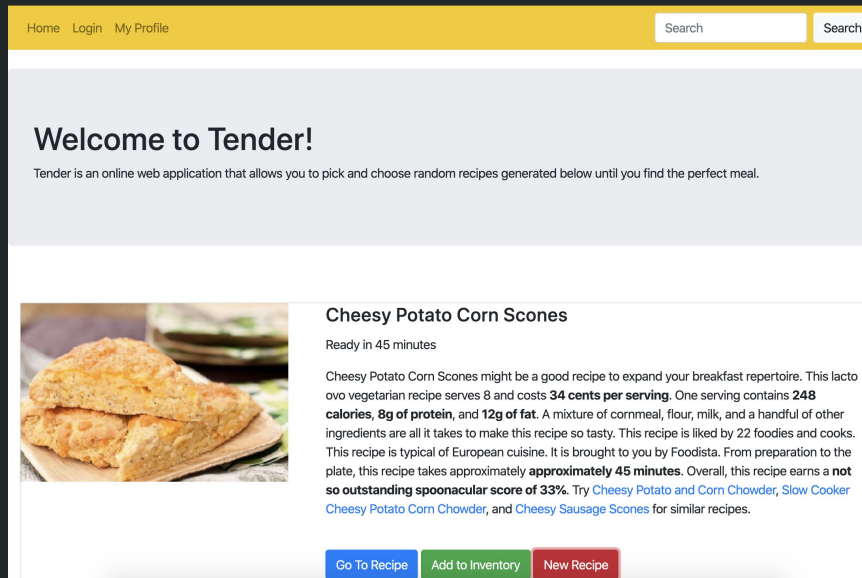 Home Login My Profile Search Search
Welcome to Tender!
Tender is an online web application that allows you to pick and choose random recipes generated below until you find the perfect meal.
Cheesy Potato Corn Scones
Ready in 45 minutes
Cheesy Potato Corn Scones might be a good recipe to expand your breakfast repertoire. This lacto
ovo vegetarian recipe serves 8 and costs 34 cents per serving. One serving contains 248
calories, 8g of protein, and 12g of fat. A mixture of cornmeal, flour, milk, and a handful of other
ingredients are all it takes to make this recipe so tasty. This recipe is liked by 22 foodies and cooks.
This recipe is typical of European cuisine. It is brought to you by Foodista. From preparation to the
plate, this recipe takes approximately approximately 45 minutes. Overall, this recipe earns a not
so outstanding spoonacular score of 33%. Try Cheesy Potato and Corn Chowder, Slow Cooker
Cheesy Potato Corn Chowder, and Cheesy Sausage Scones for similar recipes.
Go To Recipe Add to Inventory New Recipe